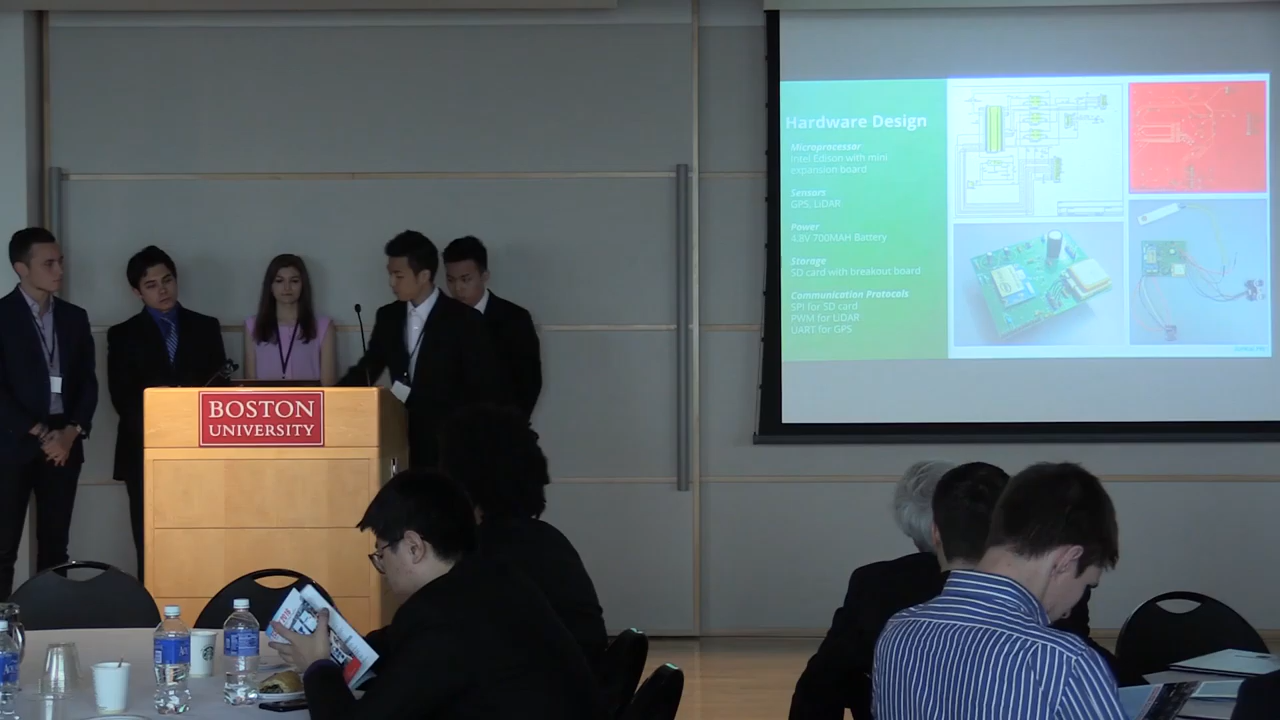 BOSTON
UNIVERSITY
Hardware Design
Microprocessor
Intel Edison with mini
expansion board
Sensors
GPS, LiDAR
Power
4.8V 700MAH Battery
Storage
SD card with breakout board
Communication Protocols
SPI for SD card
PWM for LiDAR
UART for GPS